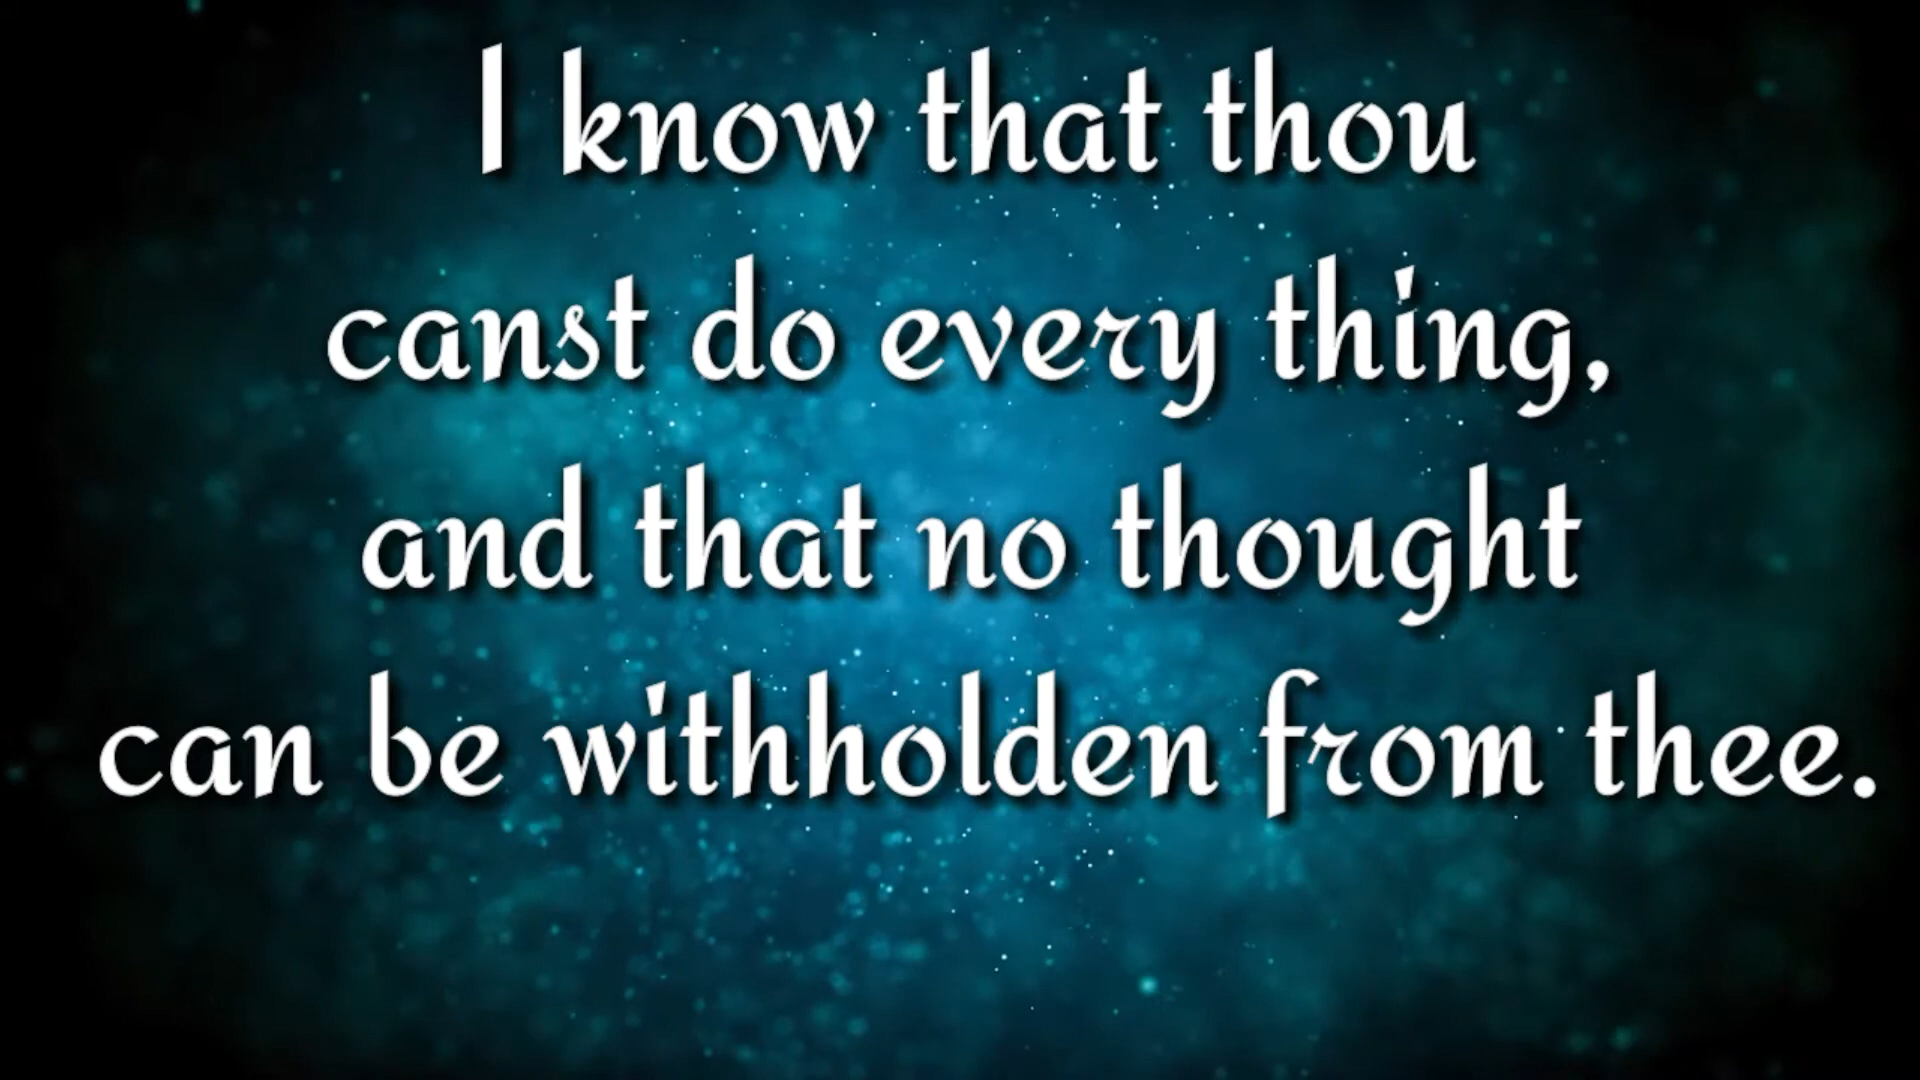 I know that thou
canst do every thing,
and that no thought
can be withholden from thee.